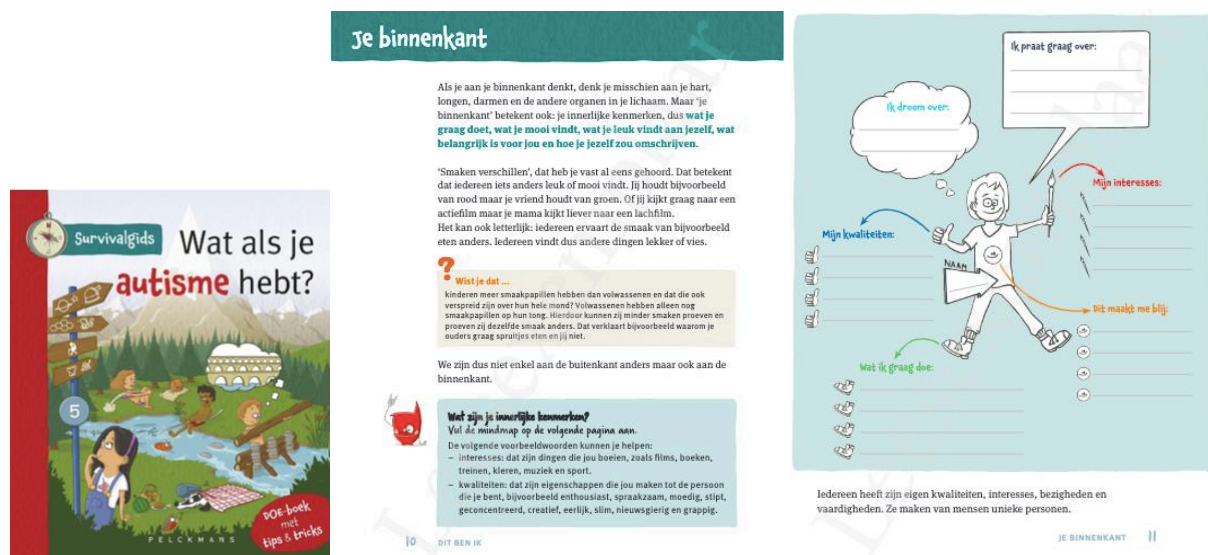 Survivalgids
Wat als je
autisme hebt?
5
DOE-boek
met
tips & tricks
PELCKMANS
Je binnenkant
Als je aan je binnenkant denkt, denk je misschien aan je hart,
longen, darmen en de andere organen in je lichaam. Maar ‘je
binnenkant’ betekent ook: je innerlijke kenmerken, dus wat je
graag doet, wat je mooi vindt, wat je leuk vindt aan jezelf, wat
belangrijk is voor jou en hoe je jezelf zou omschrijven.
‘Smaken verschillen’, dat heb je vast al eens gehoord. Dat betekent
dat iedereen iets anders leuk of mooi vindt. Jij houdt bijvoorbeeld
van rood maar je vriend houdt van groen. Of jij kijkt graag naar een
actiefilm maar je mama kijkt liever naar een lachfilm.
Het kan ook letterlijk: iedereen ervaart de smaak van bijvoorbeeld
eten anders. Iedereen vindt dus andere dingen lekker of vies.
? Wist je dat ...
kinderen meer smaakpapillen hebben dan volwassenen en dat die ook
verspreid zijn over hun hele mond? Volwassenen hebben alleen nog
smaakpapillen op hun tong. Hierdoor kunnen zij minder smaken proeven en
proeven zij dezelfde smaak anders. Dat verklaart bijvoorbeeld waarom je
ouders graag spruitjes eten en jij niet.
We zijn dus niet enkel aan de buitenkant anders maar ook aan de
binnenkant.
Wat zijn je innerlijke kenmerken?
Vul de mindmap op de volgende pagina aan.
De volgende voorbeeldwoorden kunnen je helpen:
– interesses: dat zijn dingen die jou boeien, zoals films, boeken,
treinen, kleren, muziek en sport.
– kwaliteiten: dat zijn eigenschappen die jou maken tot de persoon
die je bent, bijvoorbeeld enthousiast, spraakzaam, moedig, stipt,
geconcentreerd, creatief, eerlijk, slim, nieuwsgierig en grappig.
10 DIT BEN IK
Ik praat graag over:
Ik droom over:
Mijn interesses:
Mijn kwaliteiten:
NAAM
Dit maakt me blij:
Wat ik graag doe:
Iedereen heeft zijn eigen kwaliteiten, interesses, bezigheden en
vaardigheden. Ze maken van mensen unieke personen.
JE BINNENKANT 11